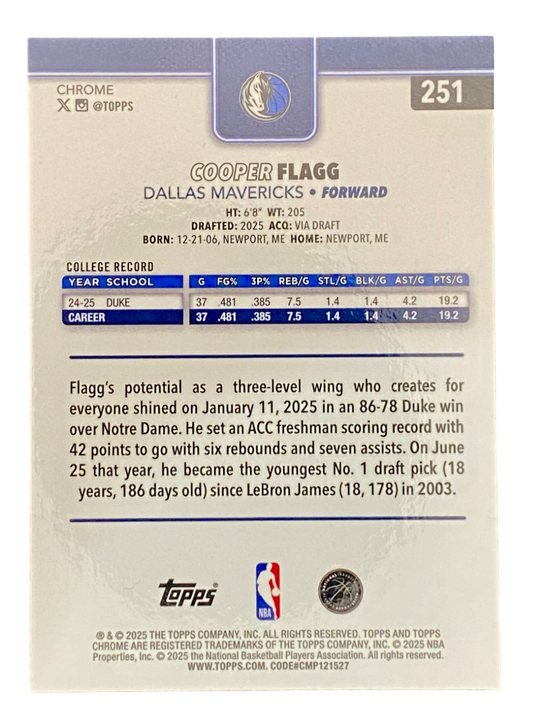 CHROME
251
@TOPPS
COOPER FLAGG
DALLAS MAVERICKS • FORWARD
HT: 6'8" WT: 205
DRAFTED: 2025 ACQ: VIA DRAFT
BORN: 12-21-06, NEWPORT, ME HOME: NEWPORT, ME
COLLEGE RECORD
YEAR SCHOOL G FG% 3P% REB/G STL/G BLK/G AST/G PTS/G
24-25 DUKE 37 .481 .385 7.5 1.4 1.4 4.2 19.2
CAREER 37 .481 .385 7.5 1.4 1.4 4.2 19.2
Flagg's potential as a three-level wing who creates for
everyone shined on January 11, 2025 in an 86-78 Duke win
over Notre Dame. He set an ACC freshman scoring record with
42 points to go with six rebounds and seven assists. On June
25 that year, he became the youngest No. 1 draft pick (18
years, 186 days old) since LeBron James (18, 178) in 2003.
Topps
NBA
® & © 2025 THE TOPPS COMPANY, INC. ALL RIGHTS RESERVED. TOPPS AND TOPPS
CHROME ARE REGISTERED TRADEMARKS OF THE TOPPS COMPANY, INC. © 2025 NBA
Properties, Inc. © 2025 the National Basketball Players Association. All rights reserved.
WWW.TOPPS.COM. CODE#CMP121527